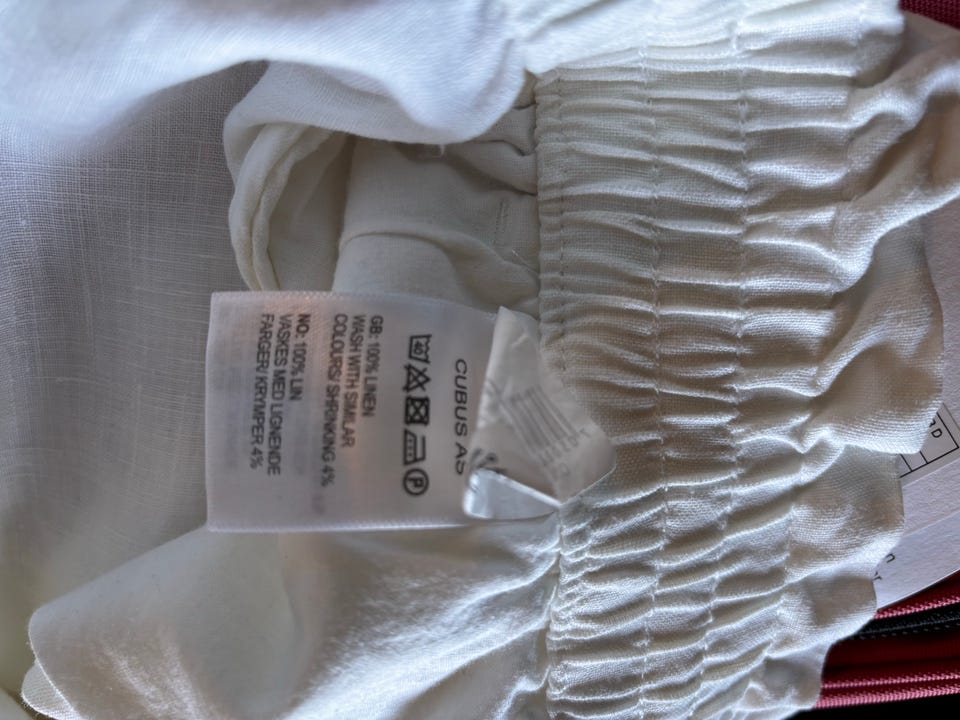 CUBUS AS
40 P
GB: 100% LINEN
WASH WITH SIMILAR
COLOURS/ SHRINKING 4%
NO: 100% LIN
VASKES MED LIGNENDE
FARGER/ KRYMPER 4%